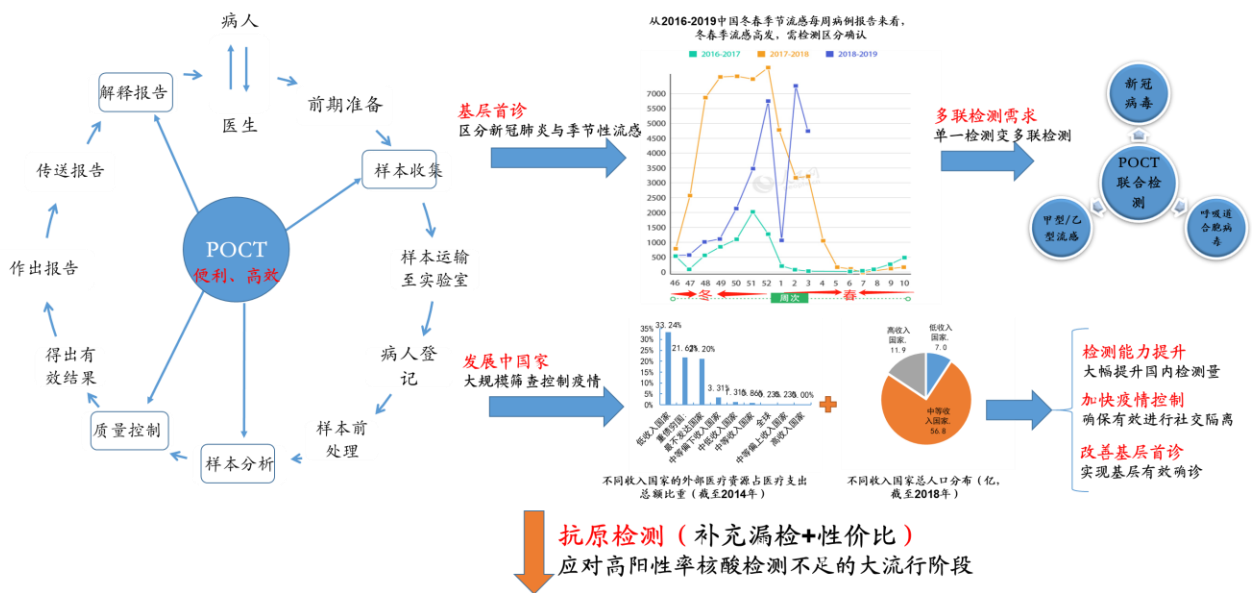 病人
医生
前期准备
样本收集
样本运输
至实验室
病人登
记
样本前
处理
样本分析
质量控制
得出有
效结果
作出报告
传送报告
解释报告
POCT
便利、高效
基层首诊
区分新冠肺炎与季节性流感
从2016-2019中国冬春季节流感每周病例报告来看，
冬春季流感高发，需检测区分确认
2016-2017 2017-2018 2018-2019
7000
6500
6000
5500
5000
4500
4000
3500
3000
2500
2000
1500
1000
500
0
46 47 48 49 50 51 52 1 2 3 4 5 6 7 8 9 10
冬 周次 春
多联检测需求
单一检测变多联检测
新冠
病毒
POCT
联合检
测
甲型/乙
型流感
呼吸道
合胞病
毒
发展中国家
大规模筛查控制疫情
35%
30%
25%
20%
15%
10%
5%
0%
33.24%
21.20%
3.31%
0.00%
低收入国家
重债穷国
最不发达国家
中等偏下收入国家
中低收入国家
中等收入国家
全球
中等偏上收入国家
高收入国家
不同收入国家的外部医疗资源占医疗支出
总额比重（截至2014年）
高收入
国家,
11.9
低收入
国家,
7.0
中等收
入国家,
56.8
不同收入国家总人口分布（亿，
截至2018年）
检测能力提升
大幅提升国内检测量
加快疫情控制
确保有效进行社交隔离
改善基层首诊
实现基层有效确诊
抗原检测（补充漏检+性价比）
应对高阳性率核酸检测不足的大流行阶段